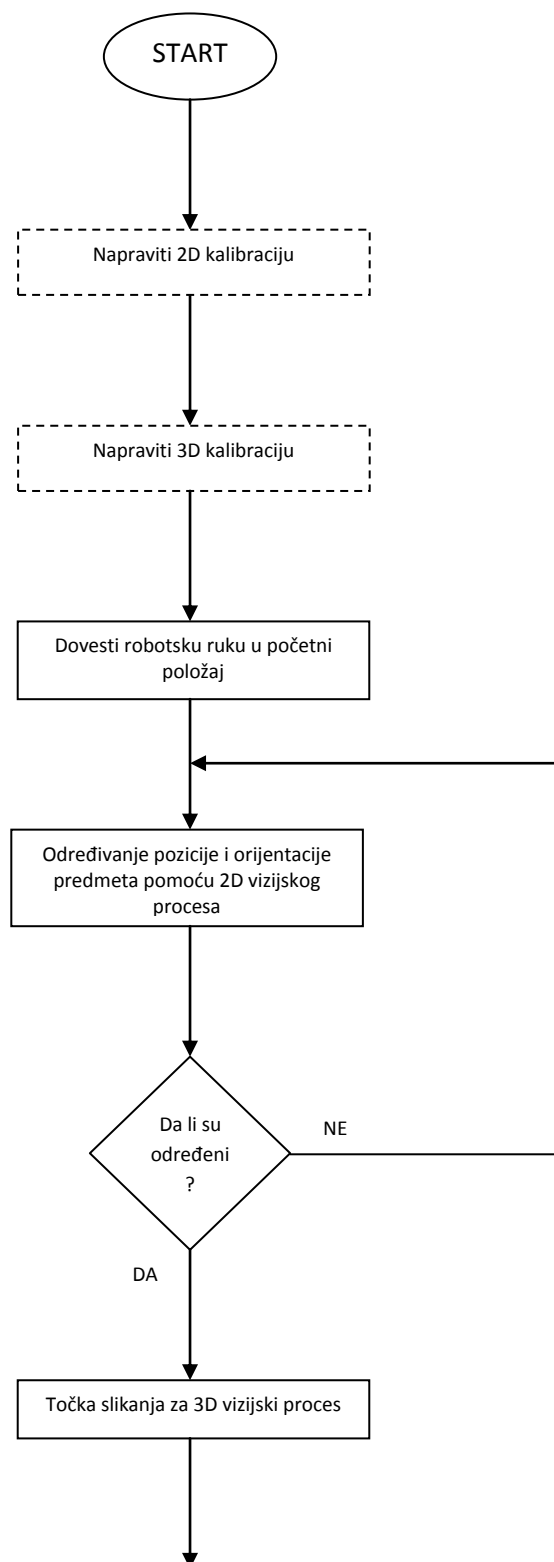 START
Napraviti 2D kalibraciju
Napraviti 3D kalibraciju
Dovesti robotsku ruku u početni
položaj
Određivanje pozicije i orijentacije
predmeta pomoću 2D vizijskog
procesa
Da li su
određeni
?
NE
DA
Točka slikanja za 3D vizijski proces